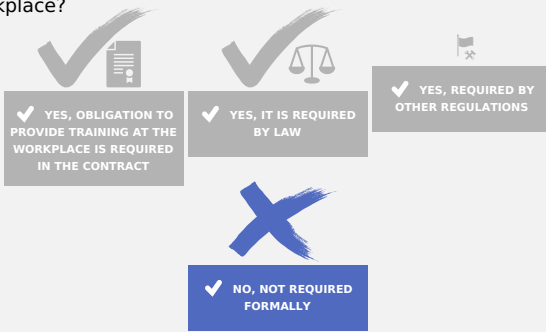 kplace?
YES, OBLIGATION TO
PROVIDE TRAINING AT THE
WORKPLACE IS REQUIRED
IN THE CONTRACT
YES, IT IS REQUIRED
BY LAW
YES, REQUIRED BY
OTHER REGULATIONS
NO, NOT REQUIRED
FORMALLY